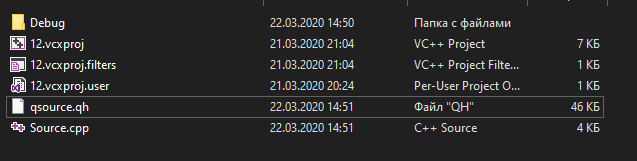 Debug 22.03.2020 14:50 Папка с файлами
12.vcxproj 21.03.2020 21:04 VC++ Project 7 КБ
12.vcxproj.filters 21.03.2020 21:04 VC++ Project Filte... 1 КБ
12.vcxproj.user 21.03.2020 20:24 Per-User Project O... 1 КБ
qsource.qh 22.03.2020 14:51 Файл "QH" 46 КБ
Source.cpp 22.03.2020 14:51 C++ Source 4 КБ